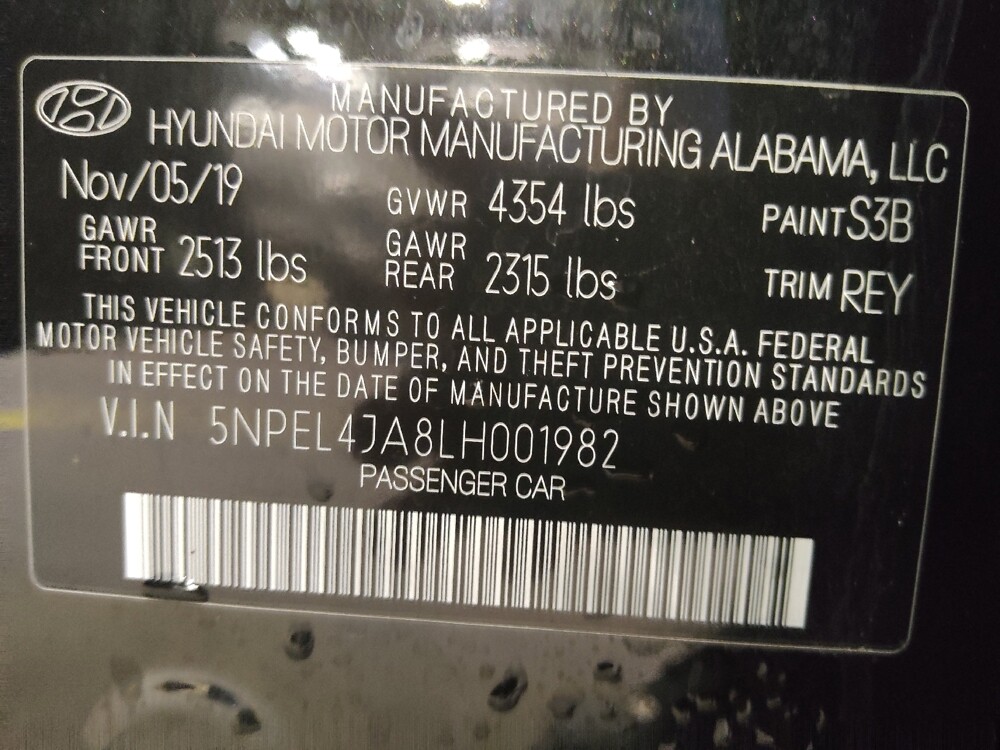 MANUFACTURED BY
HYUNDAI MOTOR MANUFACTURING ALABAMA, LLC
Nov/05/19 GVWR 4354 lbs PAINT S3B
GAWR FRONT 2513 lbs GAWR REAR 2315 lbs TRIM REY
THIS VEHICLE CONFORMS TO ALL APPLICABLE U.S.A. FEDERAL
MOTOR VEHICLE SAFETY, BUMPER, AND THEFT PREVENTION STANDARDS
IN EFFECT ON THE DATE OF MANUFACTURE SHOWN ABOVE
V.I.N 5NPEL4JA8LH001982
PASSENGER CAR